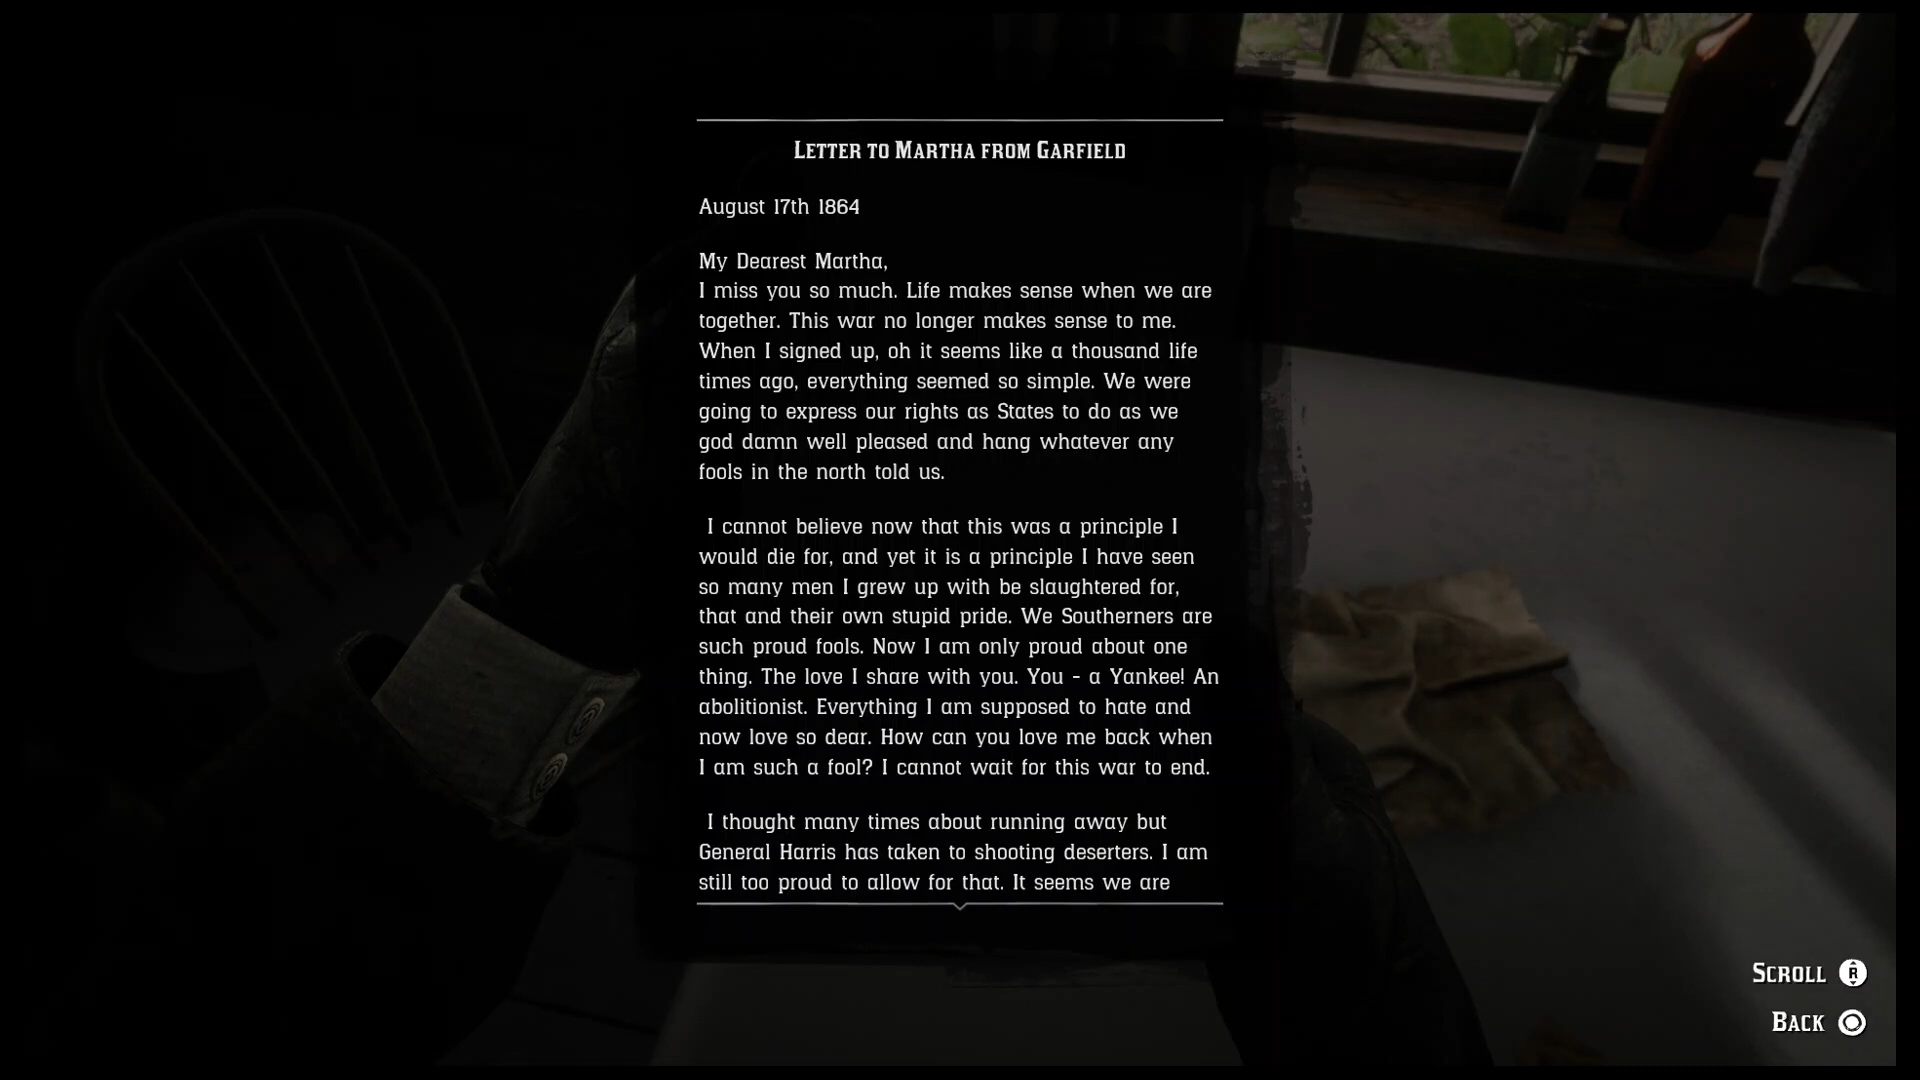 Letter to Martha from Garfield
August 17th 1864
My Dearest Martha,
I miss you so much. Life makes sense when we are
together. This war no longer makes sense to me.
When I signed up, oh it seems like a thousand life
times ago, everything seemed so simple. We were
going to express our rights as States to do as we
god damn well pleased and hang whatever any
fools in the north told us.
I cannot believe now that this was a principle I
would die for, and yet it is a principle I have seen
so many men I grew up with be slaughtered for,
that and their own stupid pride. We Southerners are
such proud fools. Now I am only proud about one
thing. The love I share with you. You - a Yankee! An
abolitionist. Everything I am supposed to hate and
now love so dear. How can you love me back when
I am such a fool? I cannot wait for this war to end.
I thought many times about running away but
General Harris has taken to shooting deserters. I am
still too proud to allow for that. It seems we are
Scroll R
Back